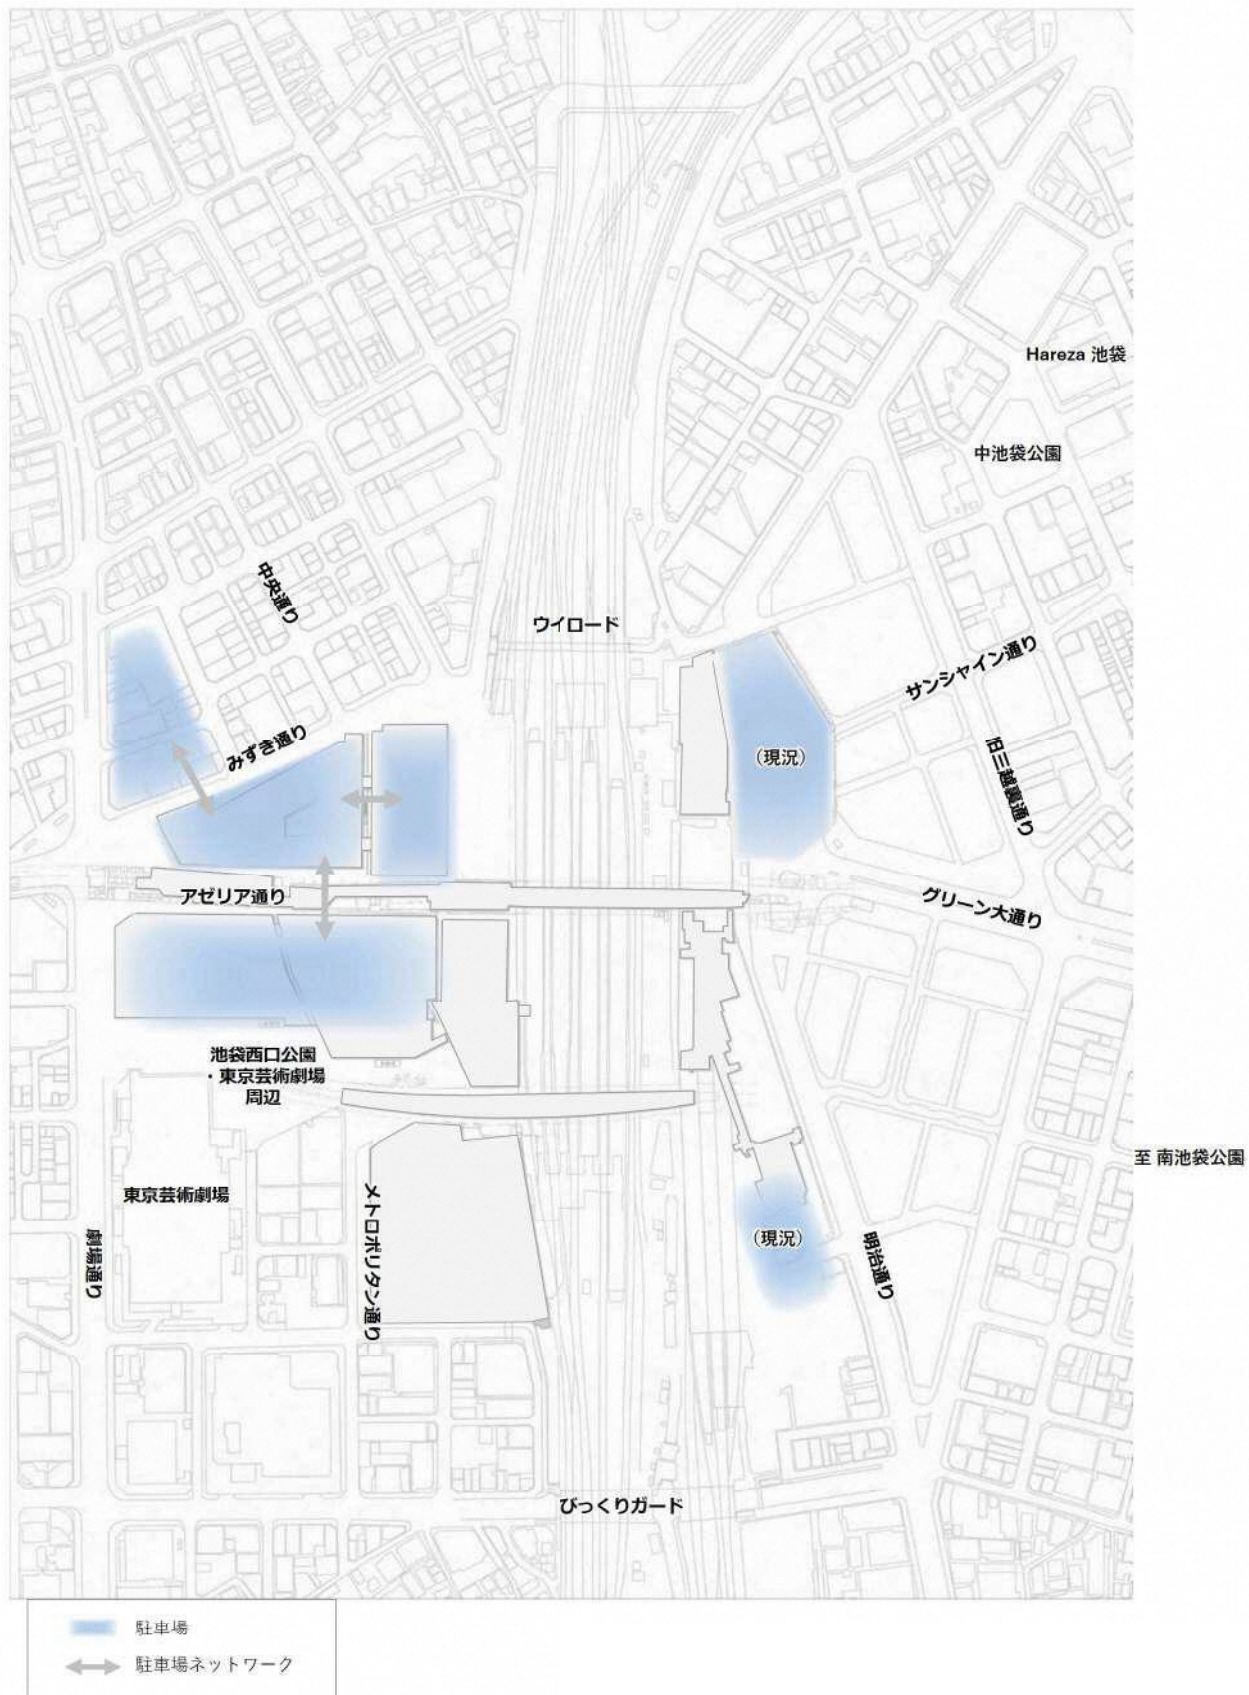 Hareza 池袋
中池袋公園
中央通り
ウイロード
サンシャイン通り
みずき通り
（現況）
旧三越裏通り
アゼリア通り
グリーン大通り
池袋西口公園
・東京芸術劇場
周辺
至 南池袋公園
東京芸術劇場
メトロポリタン通り
劇場通り
（現況）
明治通り
びっくりガード
駐車場
駐車場ネットワーク